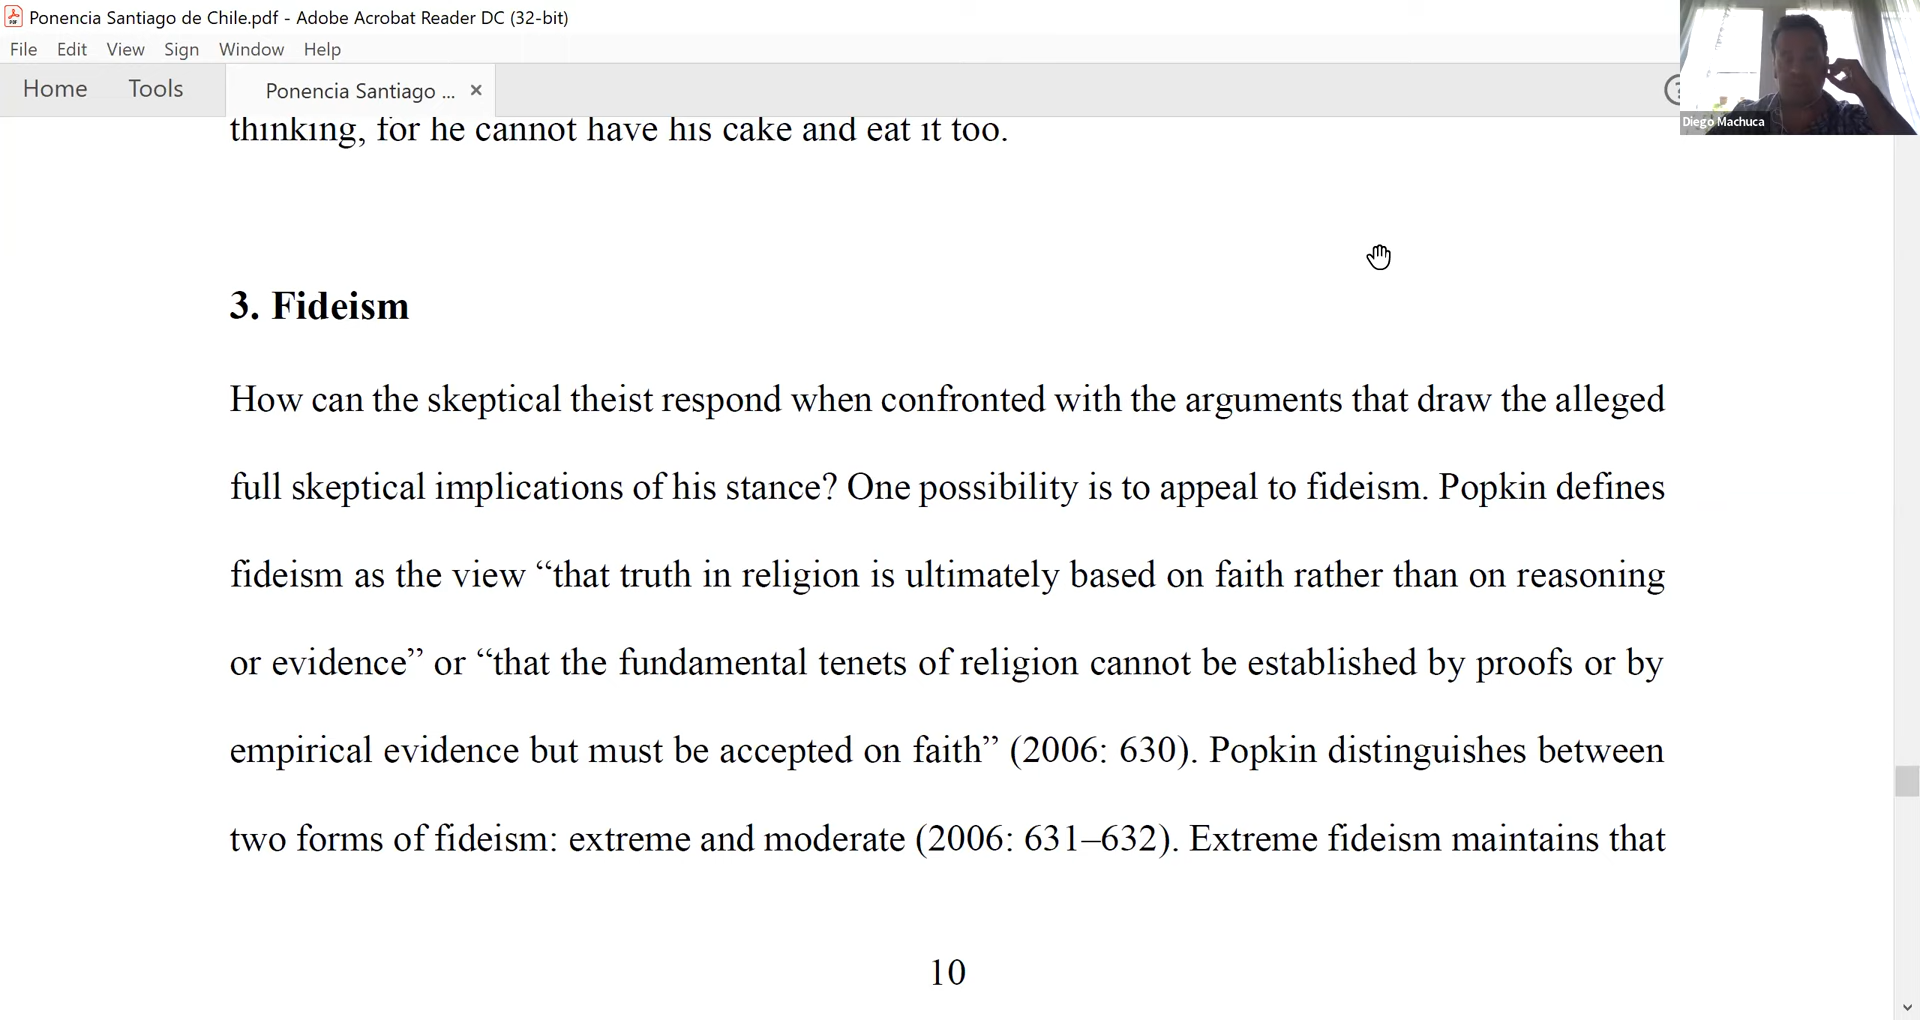 Ponencia Santiago de Chile.pdf - Adobe Acrobat Reader DC (32-bit)
File Edit View Sign Window Help
Home Tools Ponencia Santiago ... ×
Diego Machuca
thinking, for he cannot have his cake and eat it too.
3. Fideism
How can the skeptical theist respond when confronted with the arguments that draw the alleged
full skeptical implications of his stance? One possibility is to appeal to fideism. Popkin defines
fideism as the view “that truth in religion is ultimately based on faith rather than on reasoning
or evidence” or “that the fundamental tenets of religion cannot be established by proofs or by
empirical evidence but must be accepted on faith” (2006: 630). Popkin distinguishes between
two forms of fideism: extreme and moderate (2006: 631–632). Extreme fideism maintains that
10